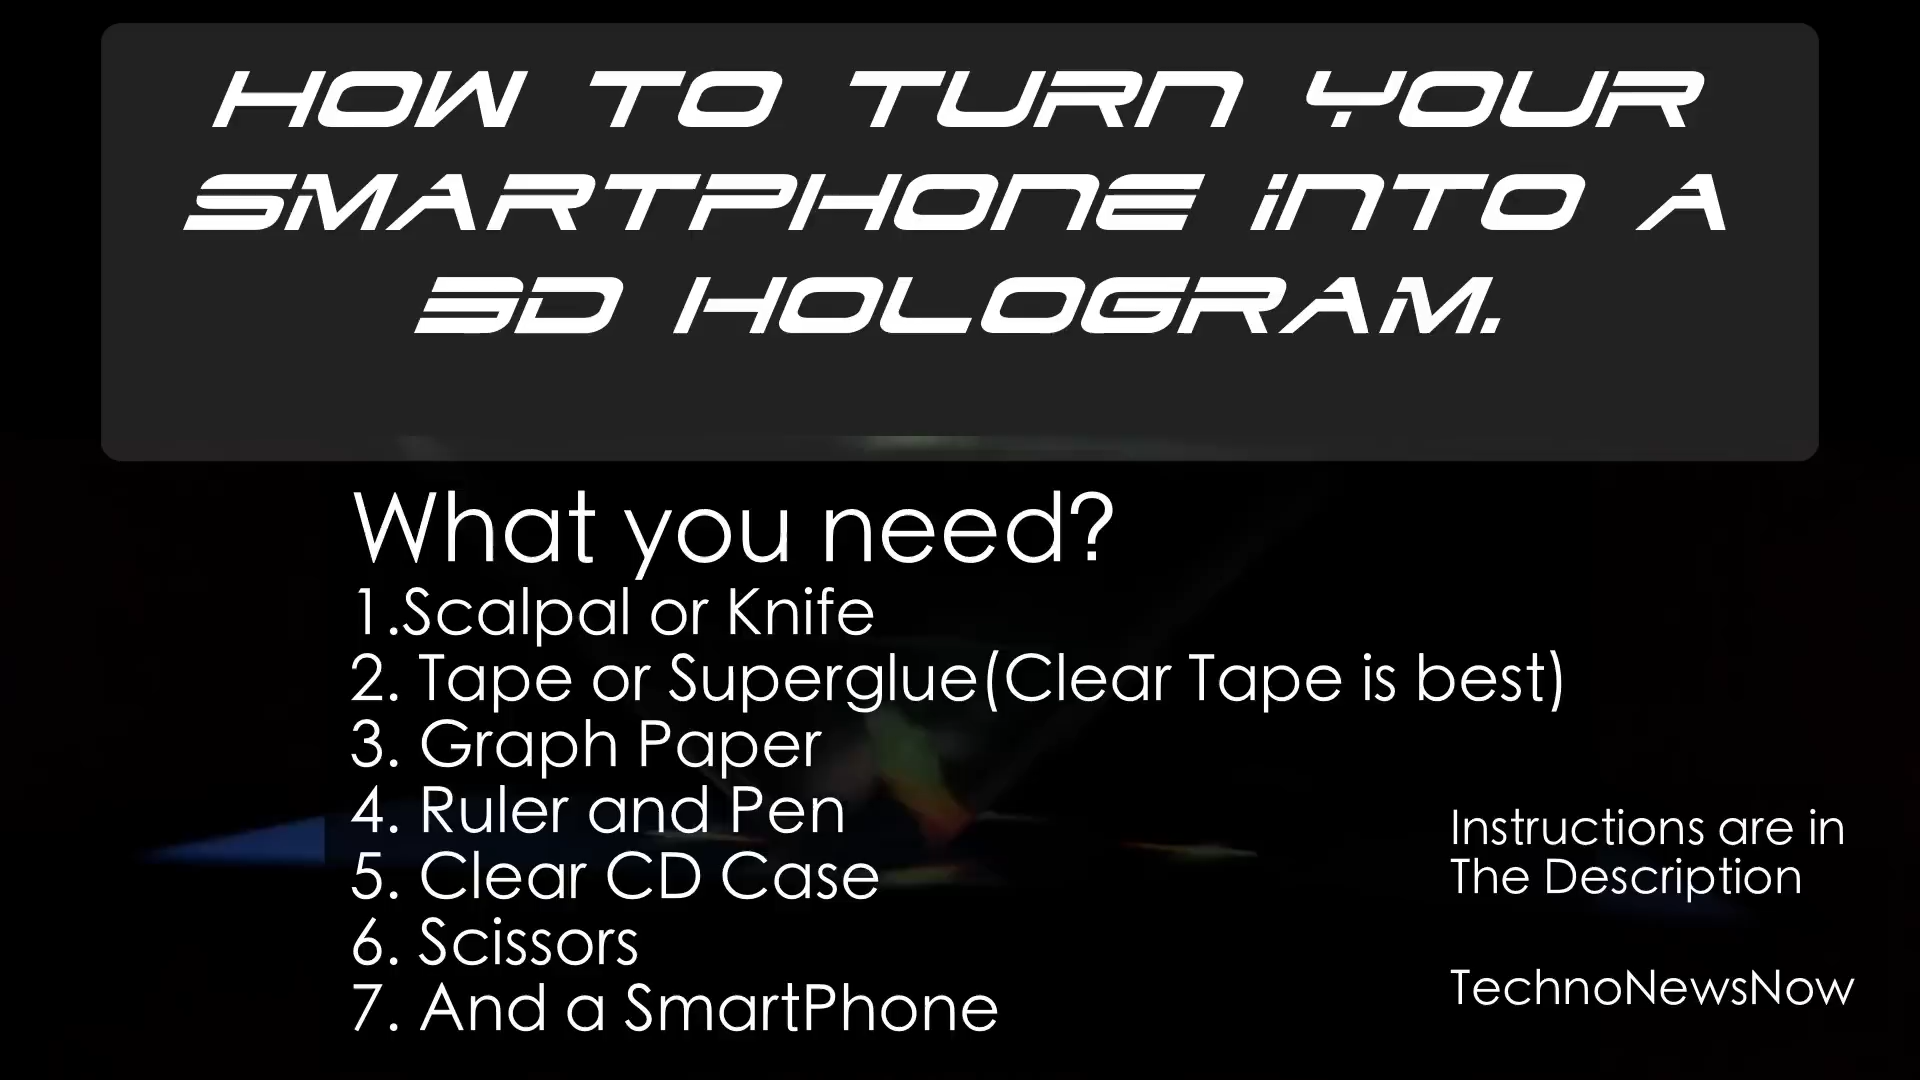 HOW TO TURN YOUR
SMARTPHONE INTO A
3D HOLOGRAM.
What you need?
1.Scalpal or Knife
2. Tape or Superglue(Clear Tape is best)
3. Graph Paper
4. Ruler and Pen
5. Clear CD Case
6. Scissors
7. And a SmartPhone
Instructions are in
The Description
TechnoNewsNow